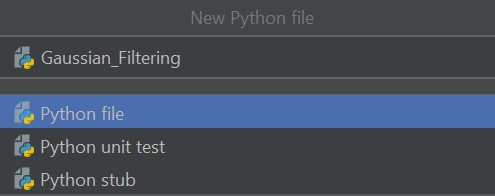 New Python file
Gaussian_Filtering
Python file
Python unit test
Python stub